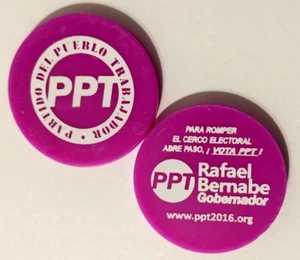 PARTIDO DEL PUEBLO TRABAJADOR •
PPT
PARA ROMPER
EL CERCO ELECTORAL
ABRE PASO, ¡ VOTA PPT !
PPT
Rafael
Bernabe
Gobernador
www.ppt2016.org